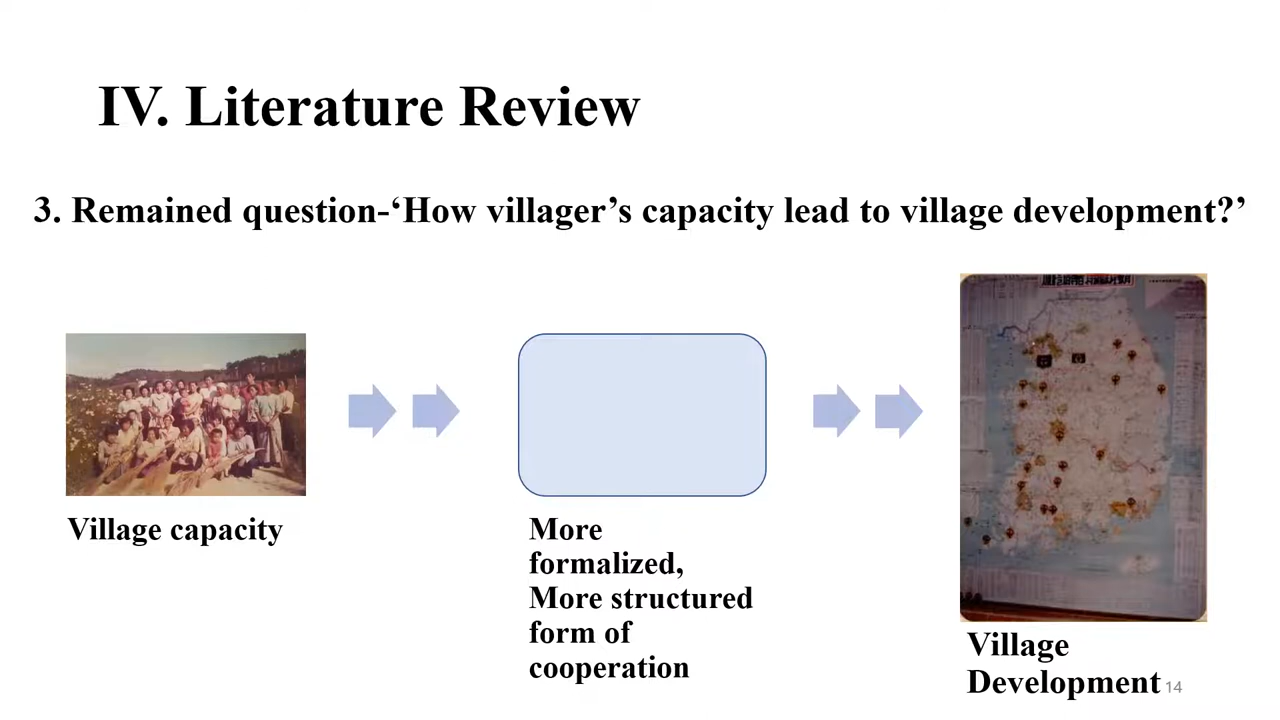 IV. Literature Review
3. Remained question-‘How villager’s capacity lead to village development?’
Village capacity
More
formalized,
More structured
form of
cooperation
Village
Development
14